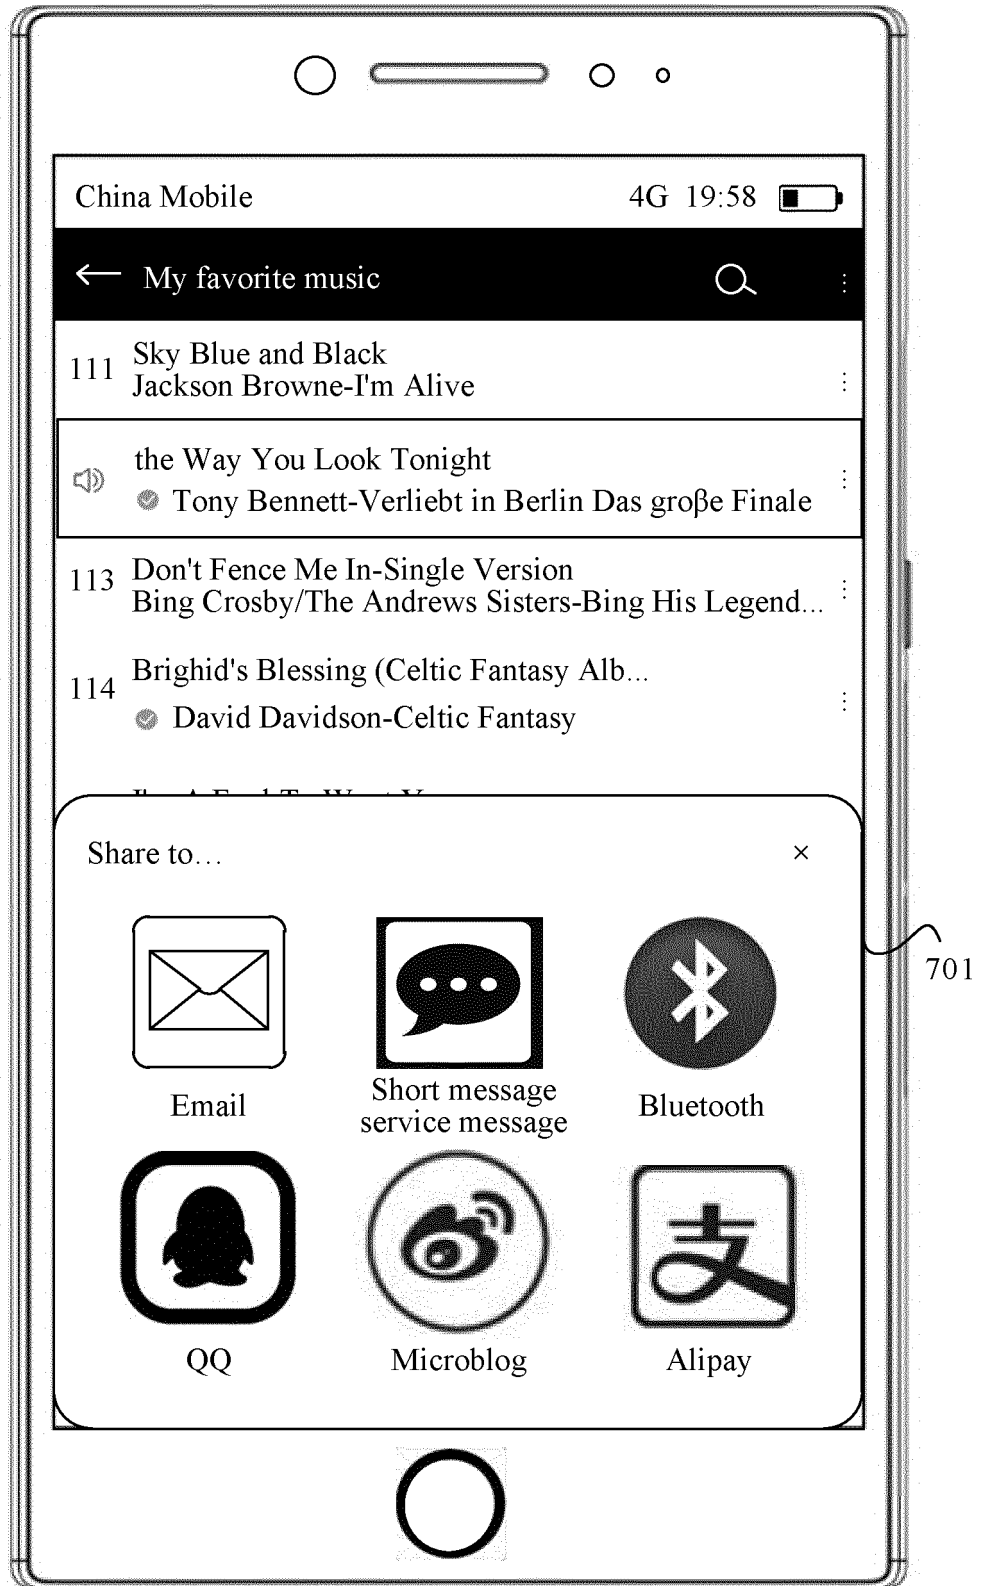 China Mobile 4G 19:58
My favorite music
111 Sky Blue and Black
Jackson Browne-I'm Alive
the Way You Look Tonight
Tony Bennett-Verliebt in Berlin Das groβe Finale
113 Don't Fence Me In-Single Version
Bing Crosby/The Andrews Sisters-Bing His Legend...
114 Brighid's Blessing (Celtic Fantasy Alb...
David Davidson-Celtic Fantasy
Share to... ×
701
Email
Short message
service message
Bluetooth
支
QQ
Microblog
Alipay